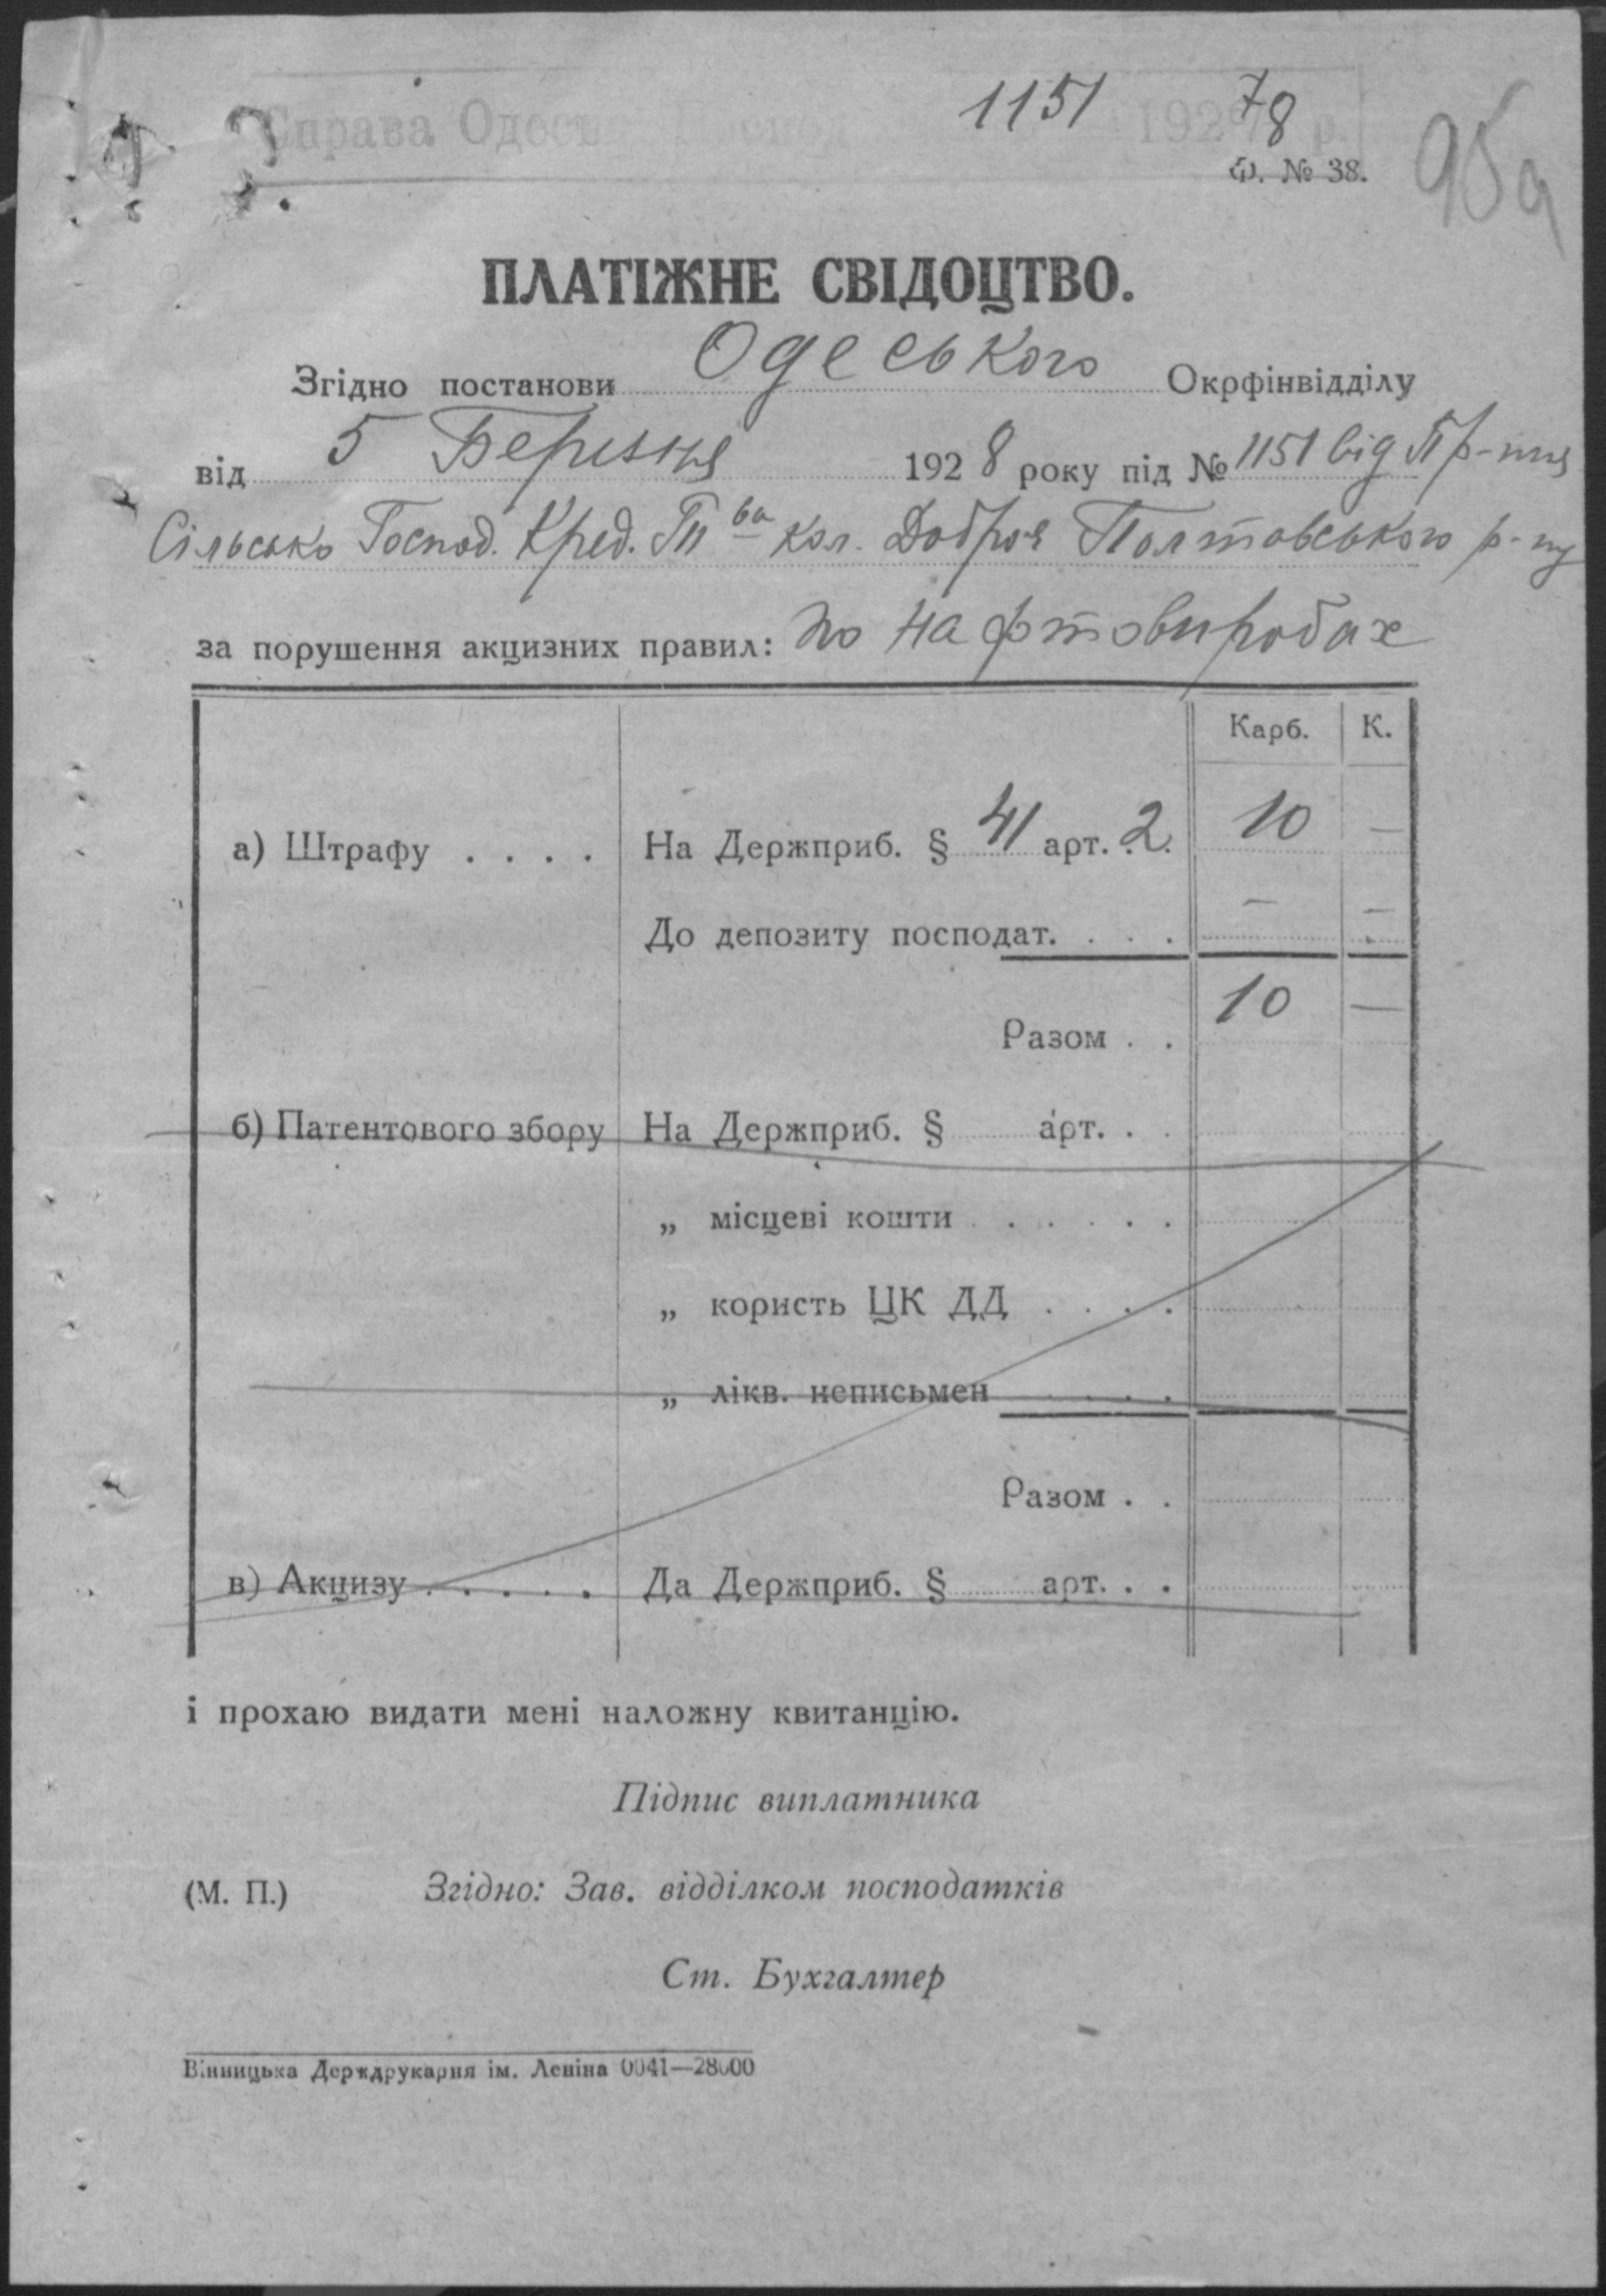 1151 78
Справа Одесь 192 р.
Ф. № 38.
95а
ПЛАТІЖНЕ СВІДОЦТВО.
Згідно постанови Одеського Окрфінвідділу
від 5 Березня 1928 року під № 1151 від Пр-ння
Сільсько Господ. Кред. Т-ва кол. Доброя Полтавського р-ну
за порушення акцизних правил: по нафтовиробах
Карб. К.
а) Штрафу . . . . На Держприб. § 41 арт. 2. 10 —
До депозиту посподат. . . . — —
Разом . . 10 —
б) Патентового збору На Держприб. § арт. . .
„ місцеві кошти . . . . . .
„ користь ЦК ДД . . . .
„ лікв. неписьмен . . . .
Разом . .
в) Акцизу . . . . . Да Держприб. § арт. . .
і прохаю видати мені наложну квитанцію.
Підпис виплатника
(М. П.) Згідно: Зав. відділком посподатків
Ст. Бухгалтер
Вінницька Держдрукарня ім. Леніна 0041—28000